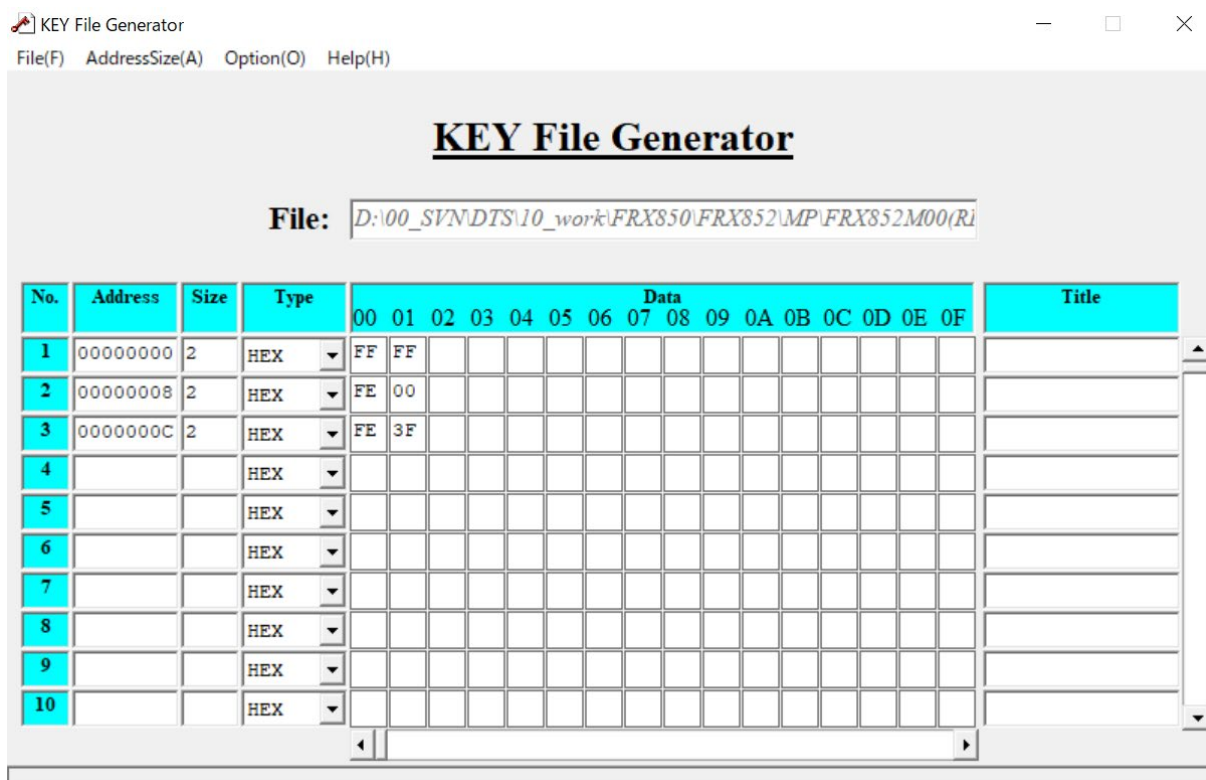 KEY File Generator
File(F) AddressSize(A) Option(O) Help(H)
KEY File Generator
File: D:\00_SVN\DTS\10_work\FRX850\FRX852\MP\FRX852M00(RI
No. Address Size Type Data Title
00 01 02 03 04 05 06 07 08 09 0A 0B 0C 0D 0E 0F
1 00000000 2 HEX FF FF
2 00000008 2 HEX FE 00
3 0000000C 2 HEX FE 3F
4 HEX
5 HEX
6 HEX
7 HEX
8 HEX
9 HEX
10 HEX